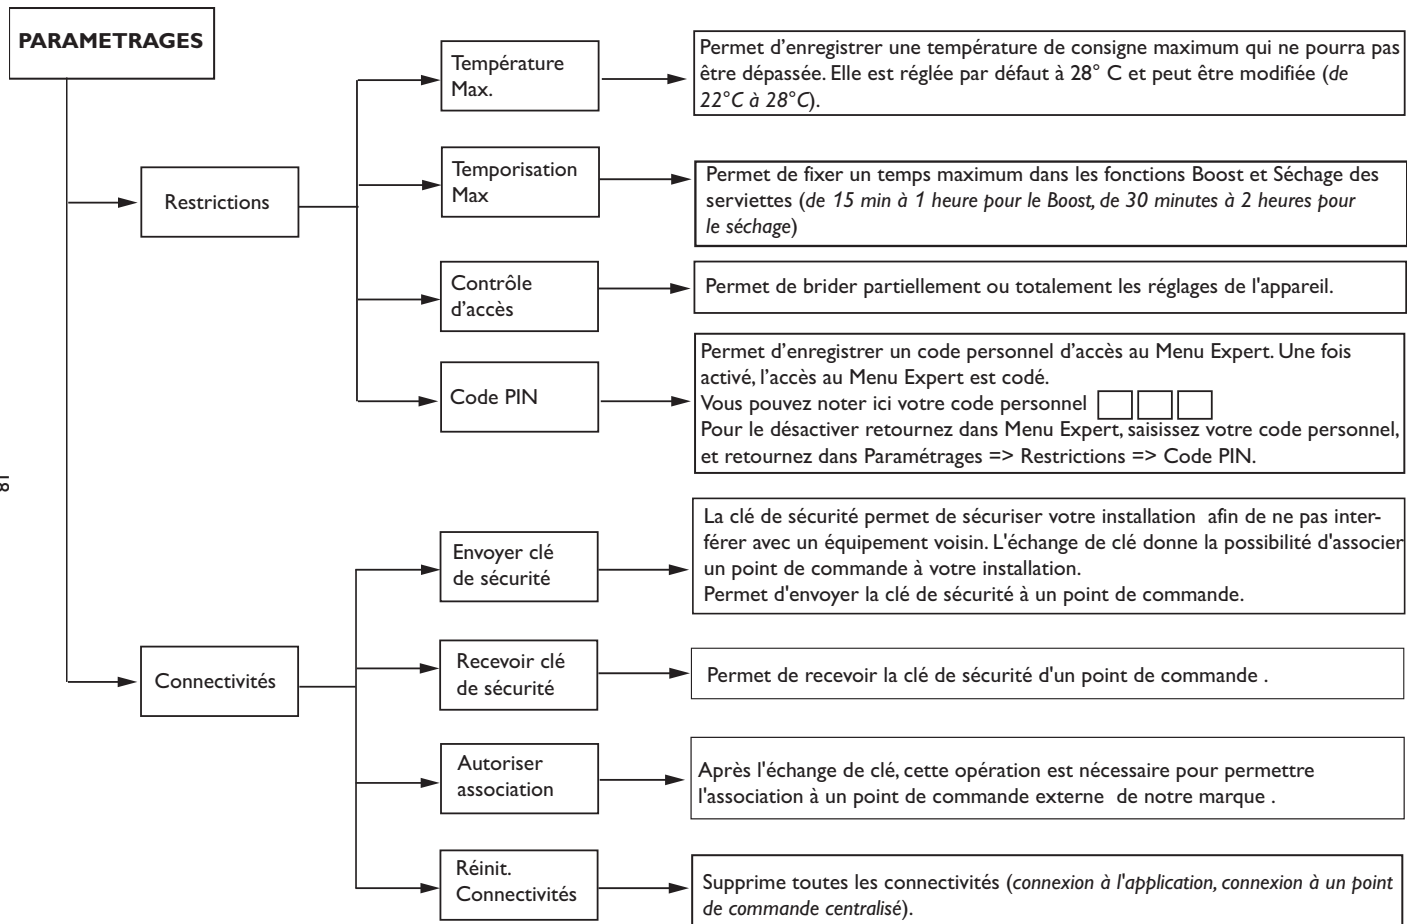 PARAMETRAGES
Restrictions
Température
Max.
Permet d'enregistrer une température de consigne maximum qui ne pourra pas
être dépassée. Elle est réglée par défaut à 28° C et peut être modifiée (de
22°C à 28°C).
Temporisation
Max
Permet de fixer un temps maximum dans les fonctions Boost et Séchage des
serviettes (de 15 min à 1 heure pour le Boost, de 30 minutes à 2 heures pour
le séchage)
Contrôle
d'accès
Permet de brider partiellement ou totalement les réglages de l'appareil.
Code PIN
Permet d'enregistrer un code personnel d'accès au Menu Expert. Une fois
activé, l'accès au Menu Expert est codé.
Vous pouvez noter ici votre code personnel
Pour le désactiver retournez dans Menu Expert, saisissez votre code personnel,
et retournez dans Paramétrages => Restrictions => Code PIN.
18
Connectivités
Envoyer clé
de sécurité
La clé de sécurité permet de sécuriser votre installation afin de ne pas inter-
férer avec un équipement voisin. L'échange de clé donne la possibilité d'associer
un point de commande à votre installation.
Permet d'envoyer la clé de sécurité à un point de commande.
Recevoir clé
de sécurité
Permet de recevoir la clé de sécurité d'un point de commande .
Autoriser
association
Après l'échange de clé, cette opération est nécessaire pour permettre
l'association à un point de commande externe de notre marque .
Réinit.
Connectivités
Supprime toutes les connectivités (connexion à l'application, connexion à un point
de commande centralisé).